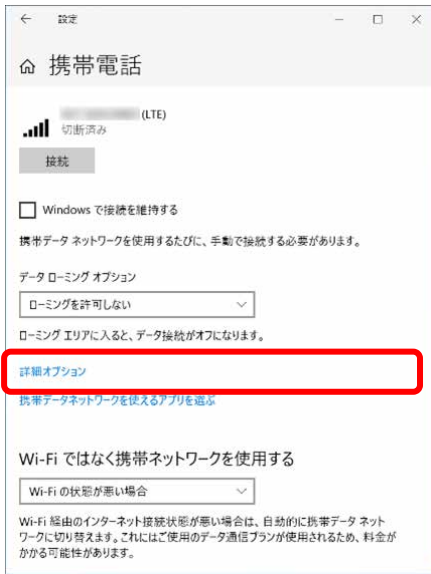 設定
携帯電話
(LTE)
切断済み
接続
Windows で接続を維持する
携帯データ ネットワークを使用するたびに、手動で接続する必要があります。
データ ローミング オプション
ローミングを許可しない
ローミング エリアに入ると、データ接続がオフになります。
詳細オプション
携帯データネットワークを使えるアプリを選ぶ
Wi-Fi ではなく携帯ネットワークを使用する
Wi-Fi の状態が悪い場合
Wi-Fi 経由のインターネット接続状態が悪い場合は、自動的に携帯データ ネット
ワークに切り替えます。これにはご使用のデータ通信プランが使用されるため、料金が
かかる可能性があります。